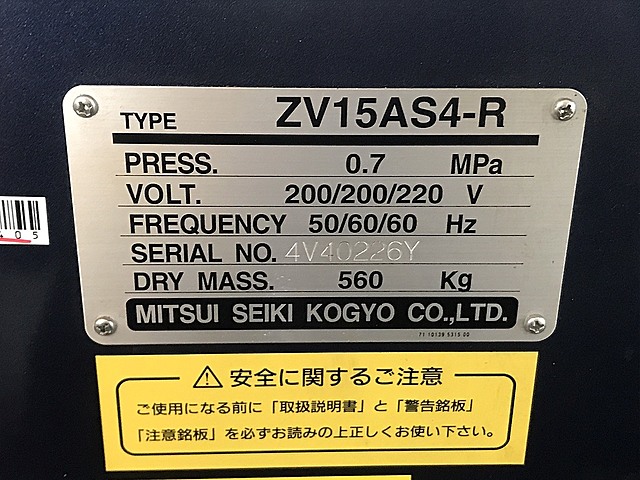 TYPE ZV15AS4-R
PRESS. 0.7 MPa
VOLT. 200/200/220 V
FREQUENCY 50/60/60 Hz
SERIAL NO. 4V40226Y
DRY MASS. 560 Kg
MITSUI SEIKI KOGYO CO.,LTD.
405
⚠ 安全に関するご注意
ご使用になる前に「取扱説明書」と「警告銘板」
「注意銘板」を必ずお読みの上正しくお使い下さい。